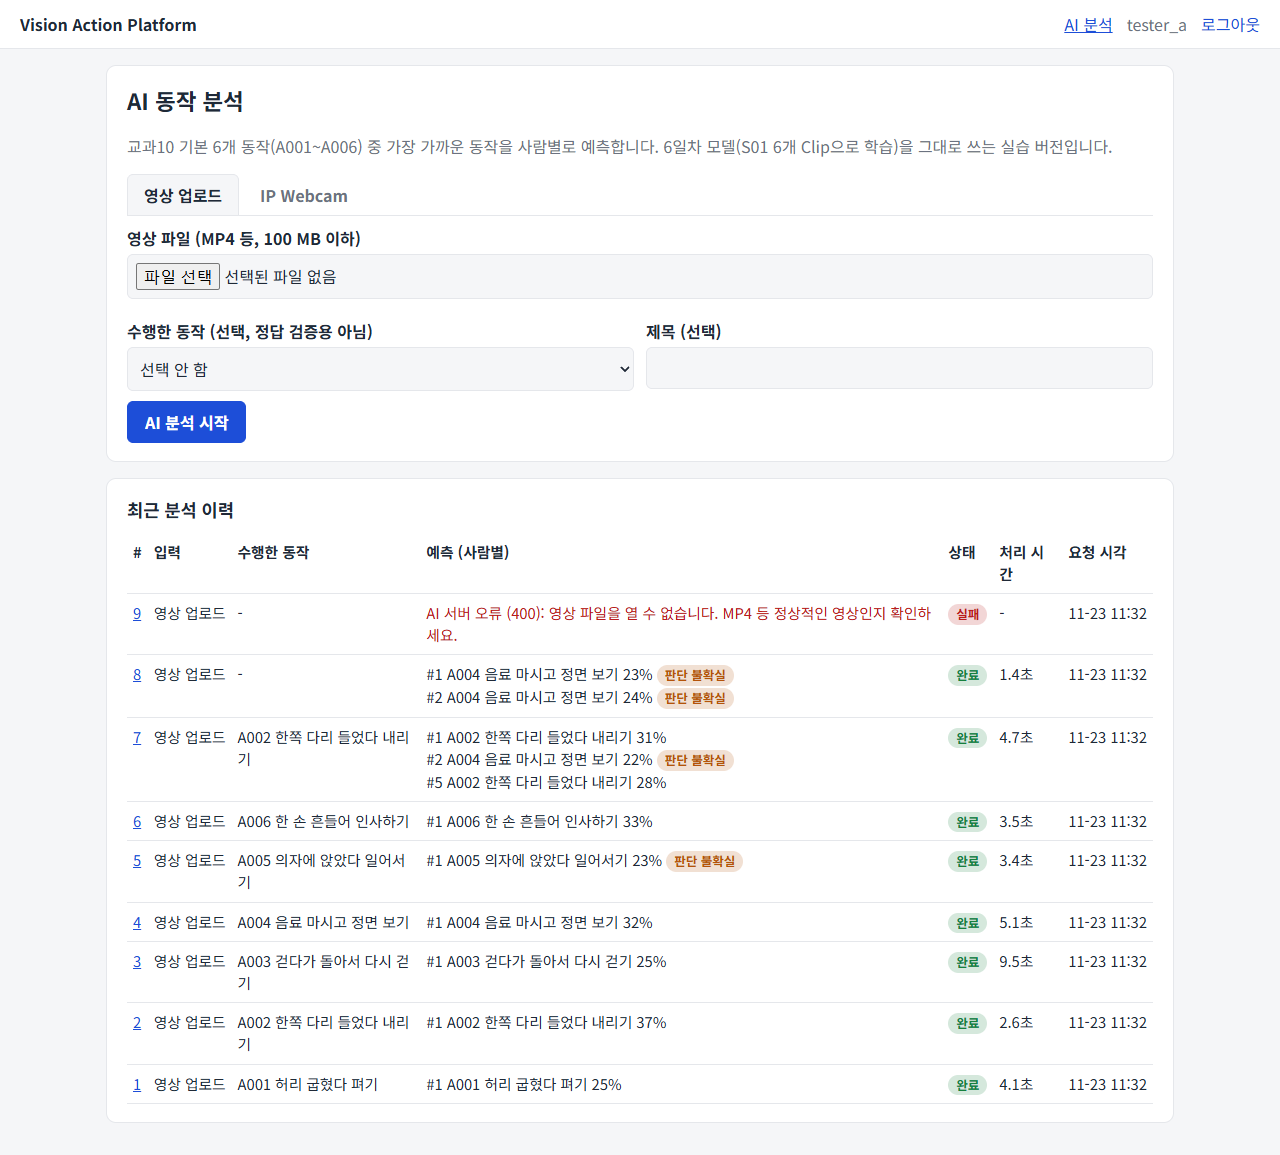 Vision Action Platform
AI 분석 tester_a 로그아웃
AI 동작 분석
교과10 기본 6개 동작(A001~A006) 중 가장 가까운 동작을 사람별로 예측합니다. 6일차 모델(S01 6개 Clip으로 학습)을 그대로 쓰는 실습 버전입니다.
영상 업로드 IP Webcam
영상 파일 (MP4 등, 100 MB 이하)
파일 선택 선택된 파일 없음
수행한 동작 (선택, 정답 검증용 아님) 제목 (선택)
선택 안 함
AI 분석 시작
최근 분석 이력
# 입력 수행한 동작 예측 (사람별) 상태 처리 시 요청 시각
간
9 영상 업로드 - AI 서버 오류 (400): 영상 파일을 열 수 없습니다. MP4 등 정상적인 영상인지 확인하 실패 - 11-23 11:32
세요.
8 영상 업로드 - #1 A004 음료 마시고 정면 보기 23% 판단 불확실 완료 1.4초 11-23 11:32
#2 A004 음료 마시고 정면 보기 24% 판단 불확실
7 영상 업로드 A002 한쪽 다리 들었다 내리 #1 A002 한쪽 다리 들었다 내리기 31% 완료 4.7초 11-23 11:32
기 #2 A004 음료 마시고 정면 보기 22% 판단 불확실
#5 A002 한쪽 다리 들었다 내리기 28%
6 영상 업로드 A006 한 손 흔들어 인사하기 #1 A006 한 손 흔들어 인사하기 33% 완료 3.5초 11-23 11:32
5 영상 업로드 A005 의자에 앉았다 일어서 #1 A005 의자에 앉았다 일어서기 23% 판단 불확실 완료 3.4초 11-23 11:32
기
4 영상 업로드 A004 음료 마시고 정면 보기 #1 A004 음료 마시고 정면 보기 32% 완료 5.1초 11-23 11:32
3 영상 업로드 A003 걷다가 돌아서 다시 걷 #1 A003 걷다가 돌아서 다시 걷기 25% 완료 9.5초 11-23 11:32
기
2 영상 업로드 A002 한쪽 다리 들었다 내리 #1 A002 한쪽 다리 들었다 내리기 37% 완료 2.6초 11-23 11:32
기
1 영상 업로드 A001 허리 굽혔다 펴기 #1 A001 허리 굽혔다 펴기 25% 완료 4.1초 11-23 11:32